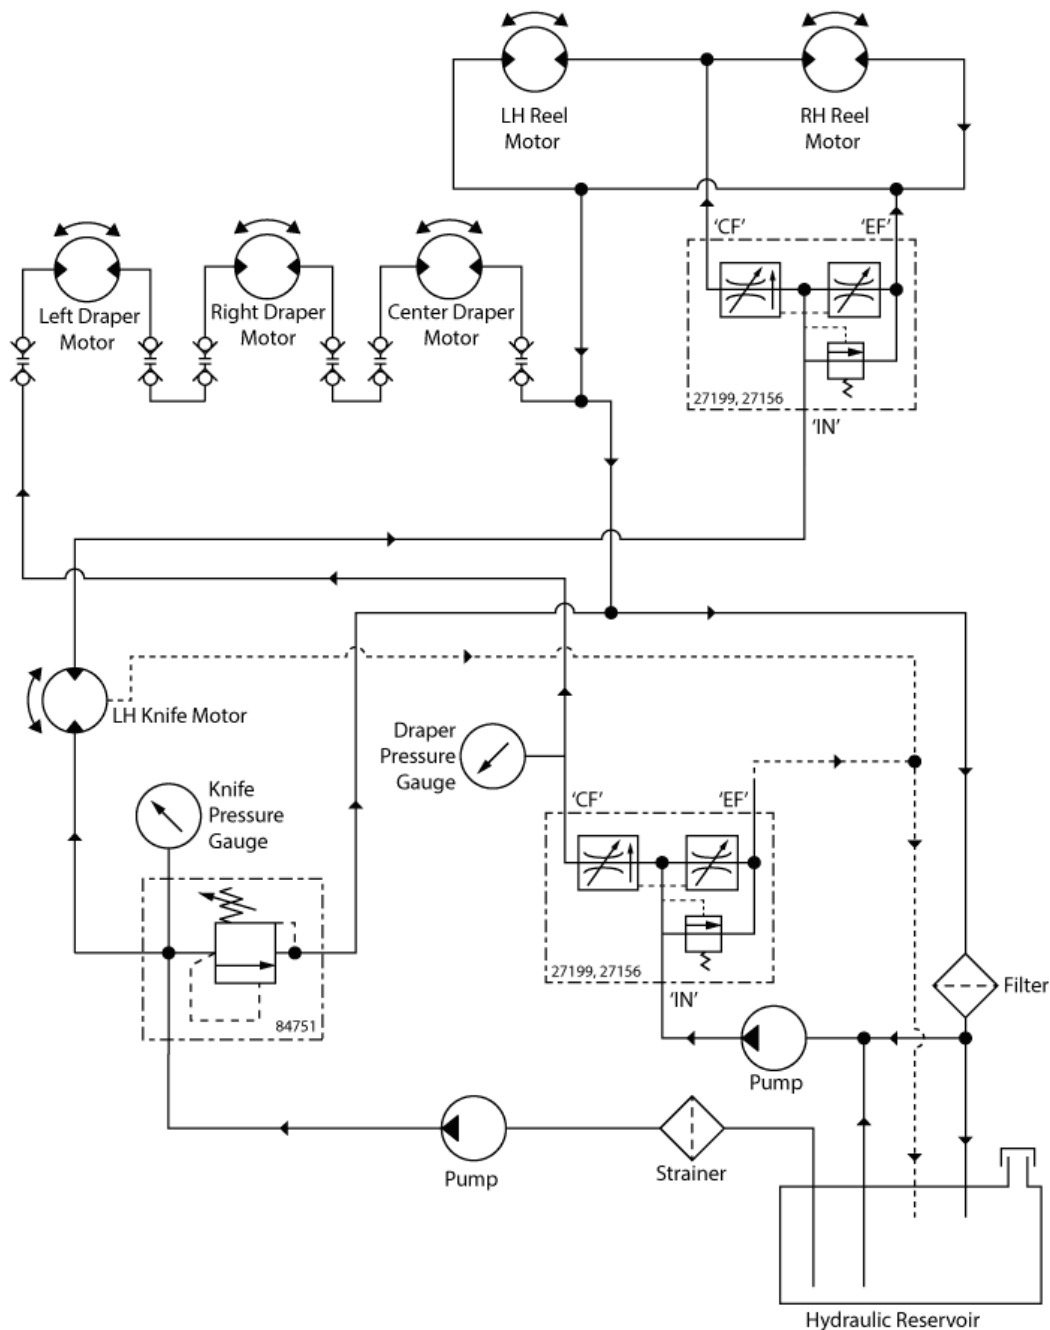 LH Reel
Motor
RH Reel
Motor
'CF'
'EF'
Left Draper
Motor
Right Draper
Motor
Center Draper
Motor
27199, 27156
'IN'
LH Knife Motor
Draper
Pressure
Gauge
Knife
Pressure
Gauge
'CF'
'EF'
27199, 27156
'IN'
Filter
84751
Pump
Pump
Strainer
Hydraulic Reservoir